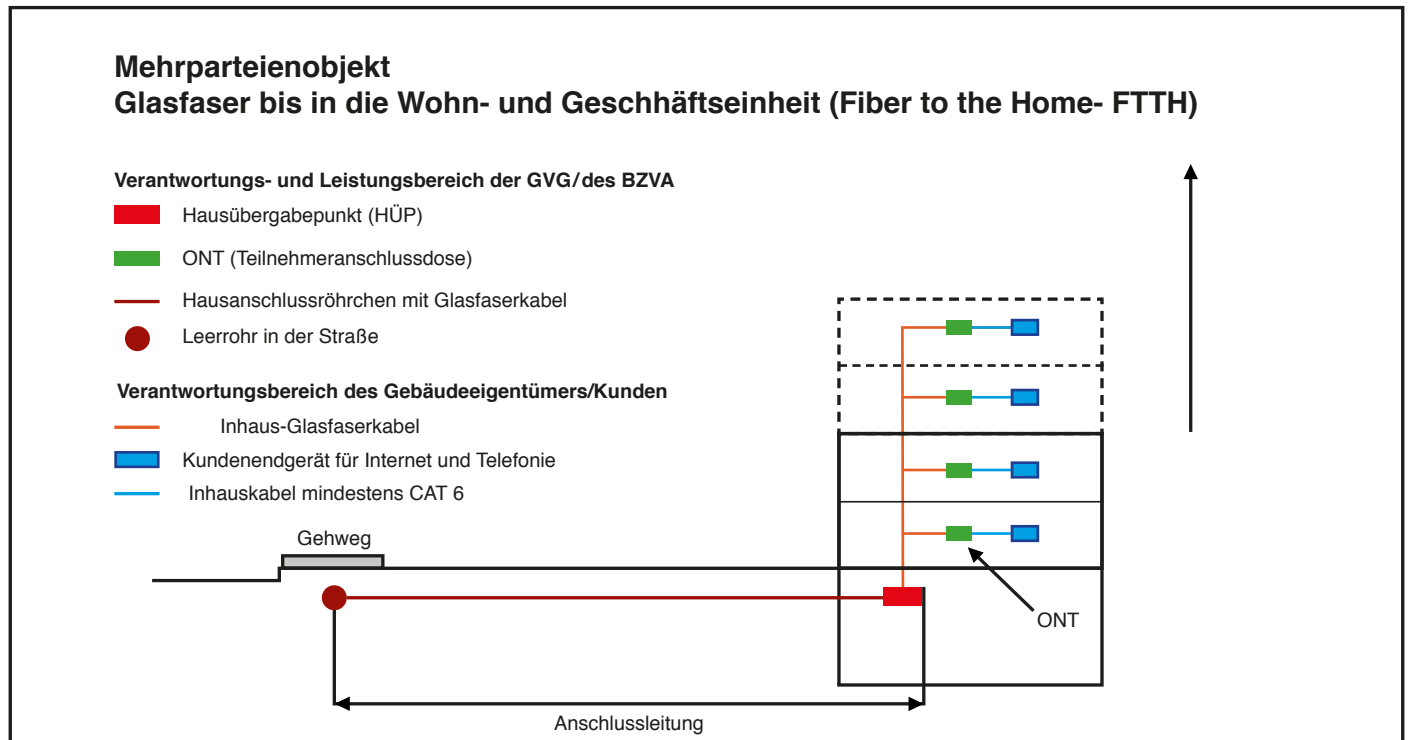 Mehrparteienobjekt
Glasfaser bis in die Wohn- und Geschhäftseinheit (Fiber to the Home- FTTH)
Verantwortungs- und Leistungsbereich der GVG/des BZVA
Hausübergabepunkt (HÜP)
ONT (Teilnehmeranschlussdose)
Hausanschlussröhrchen mit Glasfaserkabel
Leerrohr in der Straße
Verantwortungsbereich des Gebäudeeigentümers/Kunden
Inhaus-Glasfaserkabel
Kundenendgerät für Internet und Telefonie
Inhauskabel mindestens CAT 6
Gehweg
ONT
Anschlussleitung